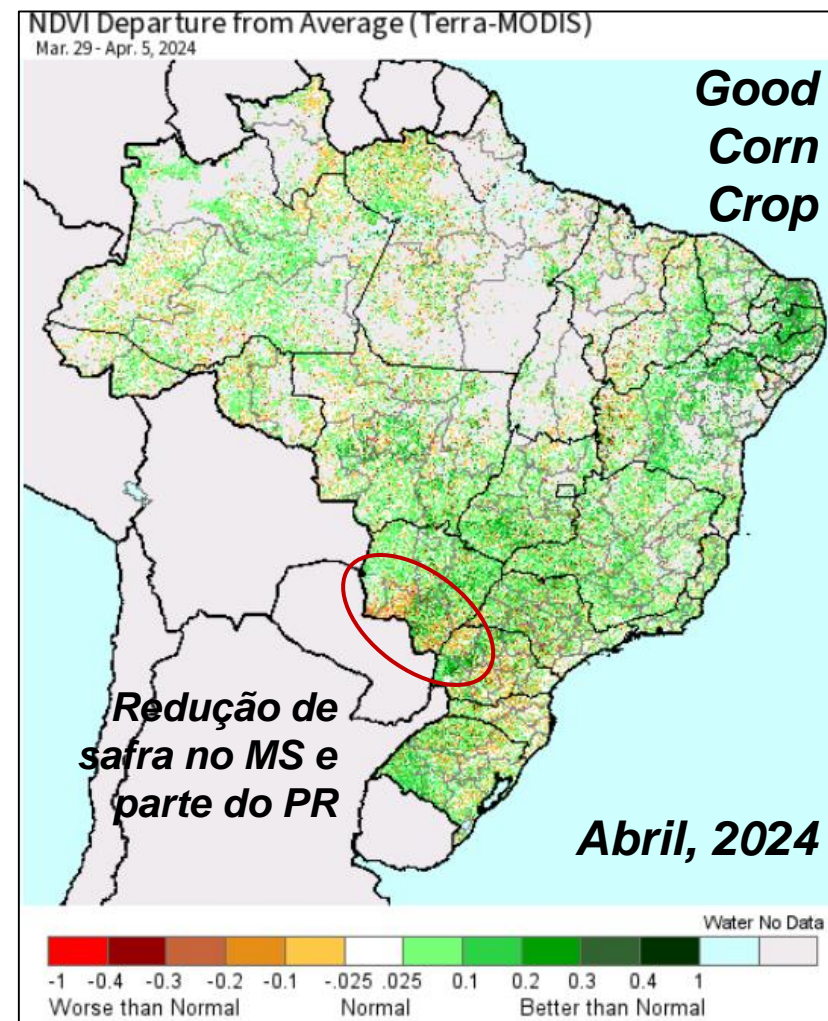 NDVI Departure from Average (Terra-MODIS)
Mar. 29 - Apr. 5, 2024
Good
Corn
Crop
Redução de
safra no MS e
parte do PR
Abril, 2024
Water No Data
-1 -0.4 -0.3 -0.2 -0.1 -.025 .025 0.1 0.2 0.3 0.4 1
Worse than Normal Normal Better than Normal